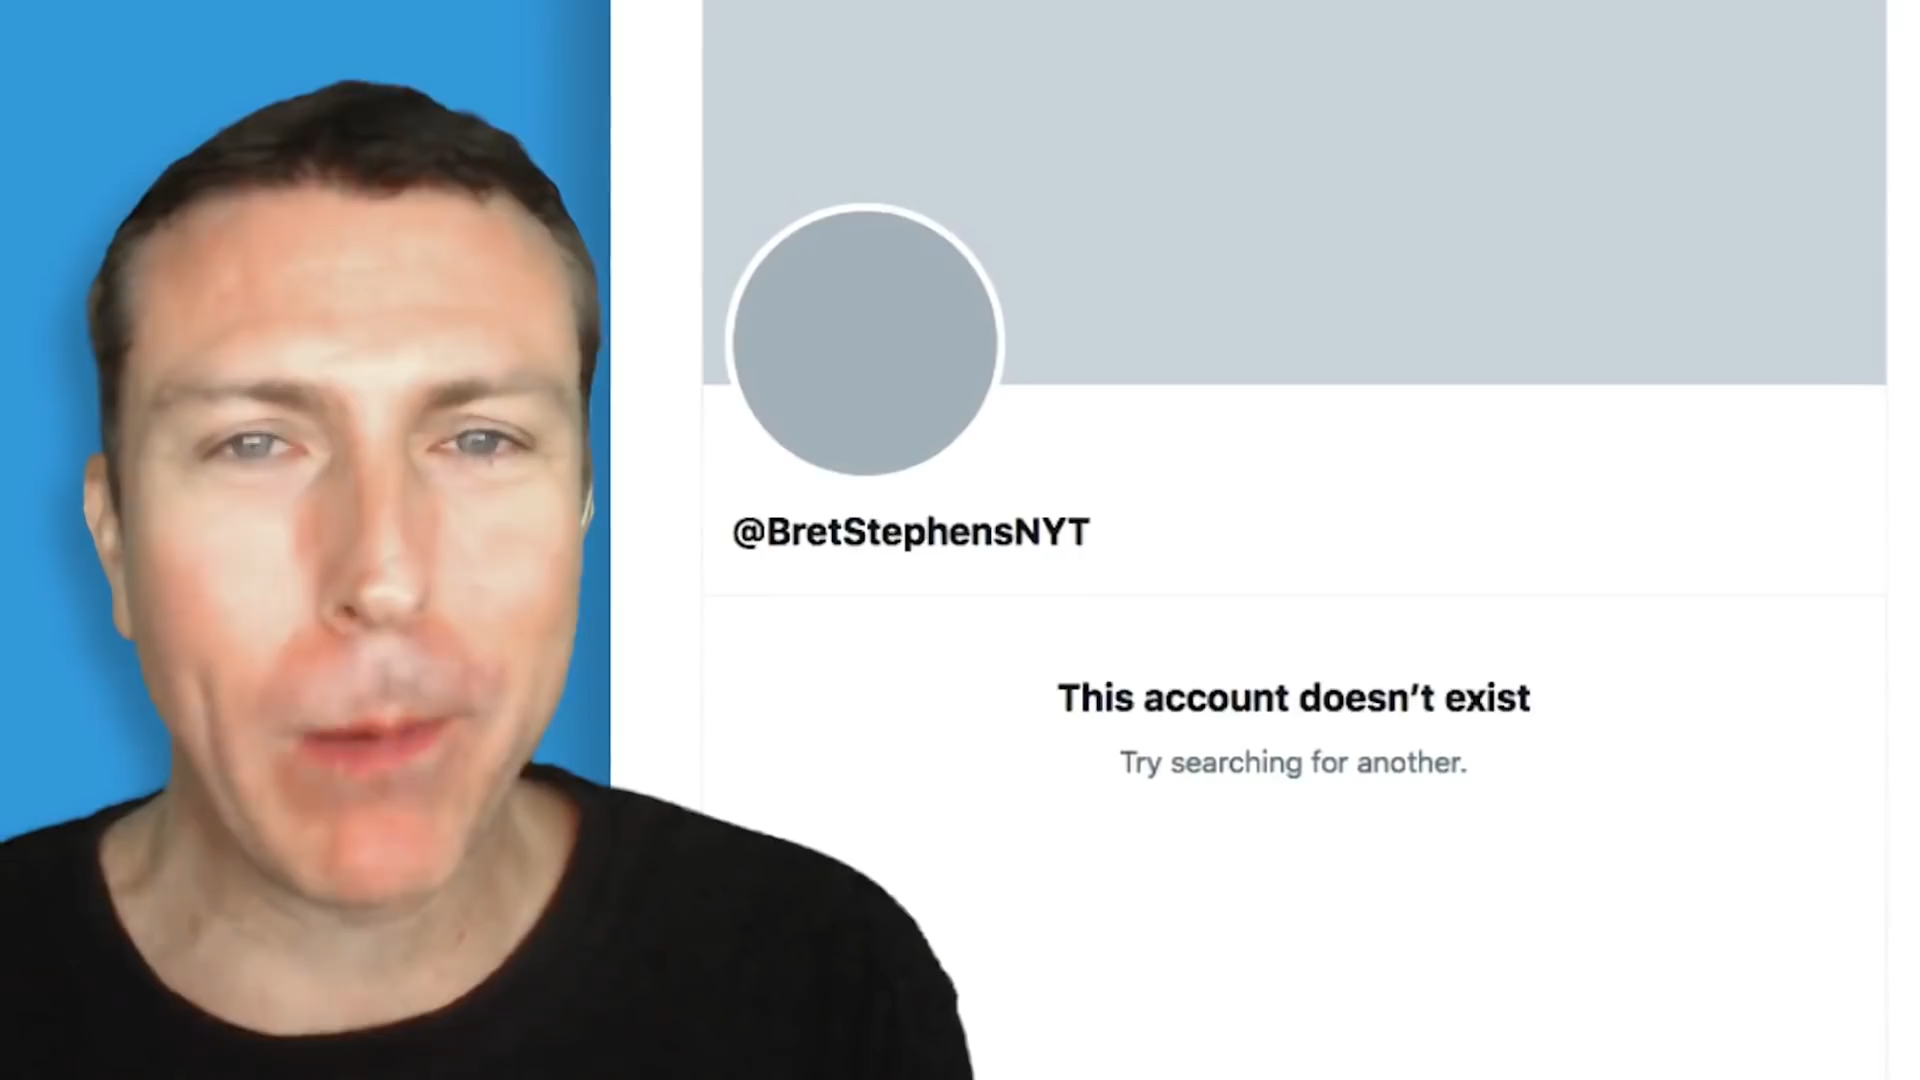 @BretStephensNYT
This account doesn’t exist
Try searching for another.